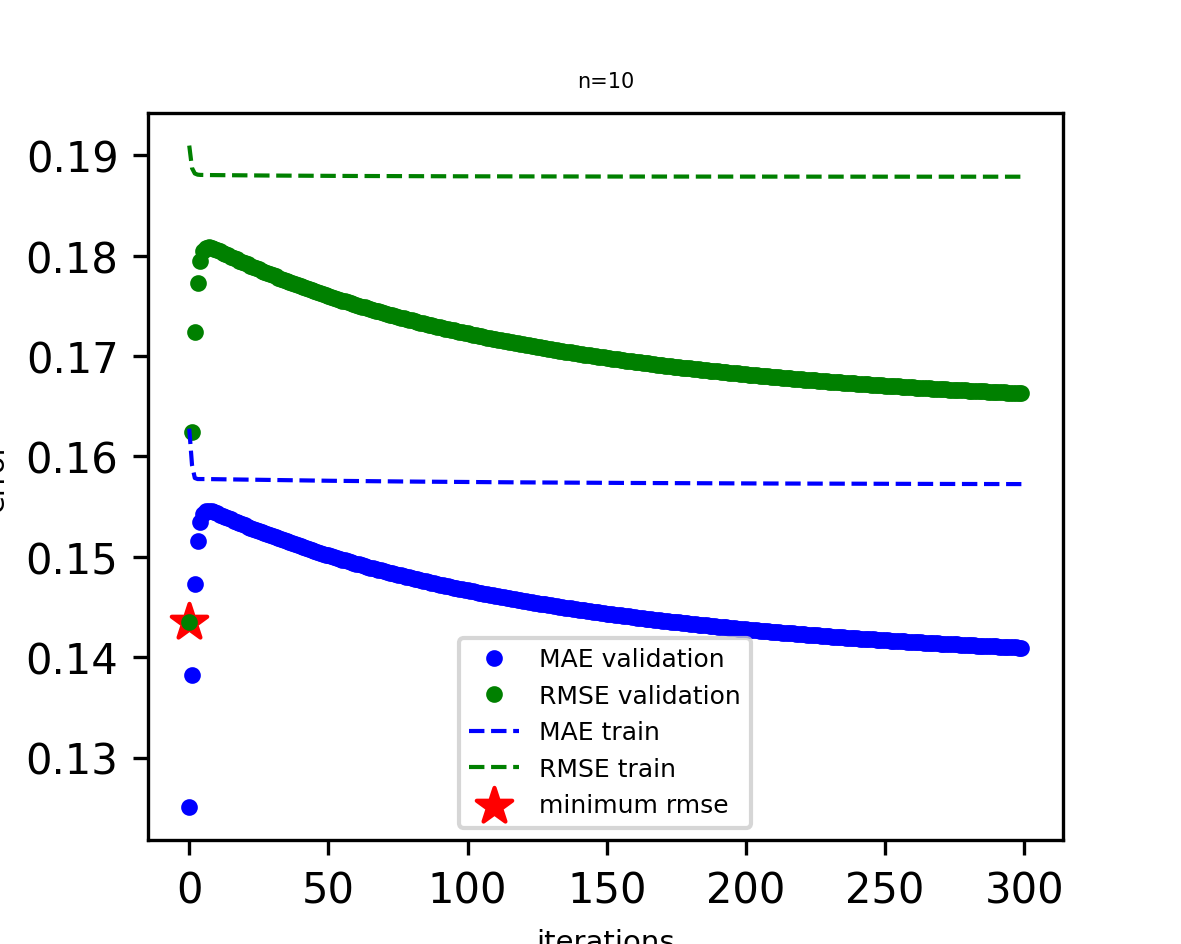 n=10
0.19
0.18
0.17
0.16
0.15
0.14
0.13
MAE validation
RMSE validation
MAE train
RMSE train
minimum rmse
0 50 100 150 200 250 300
iterations